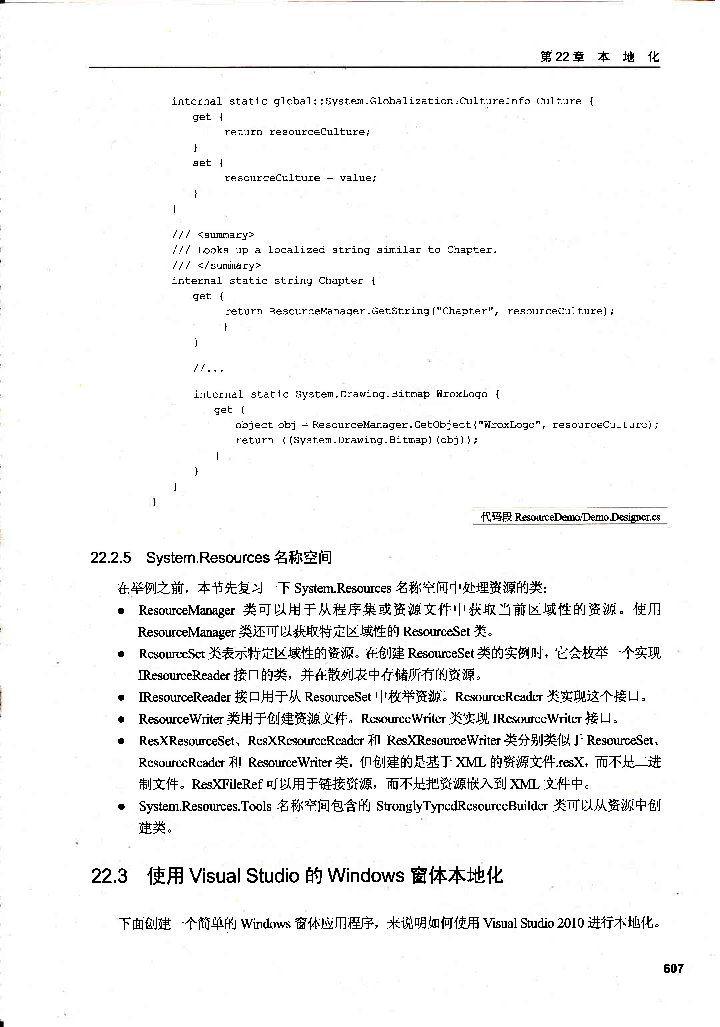 第22章 本 地 化
internal static global::System.Globalization.CultureInfo Culture {
get {
return resourceCulture;
}
set {
resourceCulture = value;
}
}
/// <summary>
/// Looks up a localized string similar to Chapter.
/// </summary>
internal static string Chapter {
get {
return ResourceManager.GetString("Chapter", resourceCulture);
}
}
//...
internal static System.Drawing.Bitmap WroxLogo {
get {
object obj = ResourceManager.GetObject("WroxLogo", resourceCulture);
return ((System.Drawing.Bitmap)(obj));
}
}
}
}
代码段 ResourceDemo/Demo.Designer.cs
22.2.5 System.Resources 名称空间
在举例之前，本节先复习一下 System.Resources 名称空间中处理资源的类：
● ResourceManager 类可以用于从程序集或资源文件中获取当前区域性的资源。使用
ResourceManager 类还可以获取特定区域性的 ResourceSet 类。
● ResourceSet 类表示特定区域性的资源。在创建 ResourceSet 类的实例时，它会枚举一个实现
IResourceReader 接口的类，并在散列表中存储所有的资源。
● IResourceReader 接口用于从 ResourceSet 中枚举资源。ResourceReader 类实现这个接口。
● ResourceWriter 类用于创建资源文件。ResourceWriter 类实现 IResourceWriter 接口。
● ResXResourceSet、ResXResourceReader 和 ResXResourceWriter 类分别类似于 ResourceSet、
ResourceReader 和 ResourceWriter 类，但创建的是基于 XML 的资源文件.resX，而不是二进
制文件。ResXFileRef 可以用于链接资源，而不是把资源嵌入到 XML 文件中。
● System.Resources.Tools 名称空间包含的 StronglyTypedResourceBuilder 类可以从资源中创
建类。
22.3 使用 Visual Studio 的 Windows 窗体本地化
下面创建一个简单的 Windows 窗体应用程序，来说明如何使用 Visual Studio 2010 进行本地化。
607